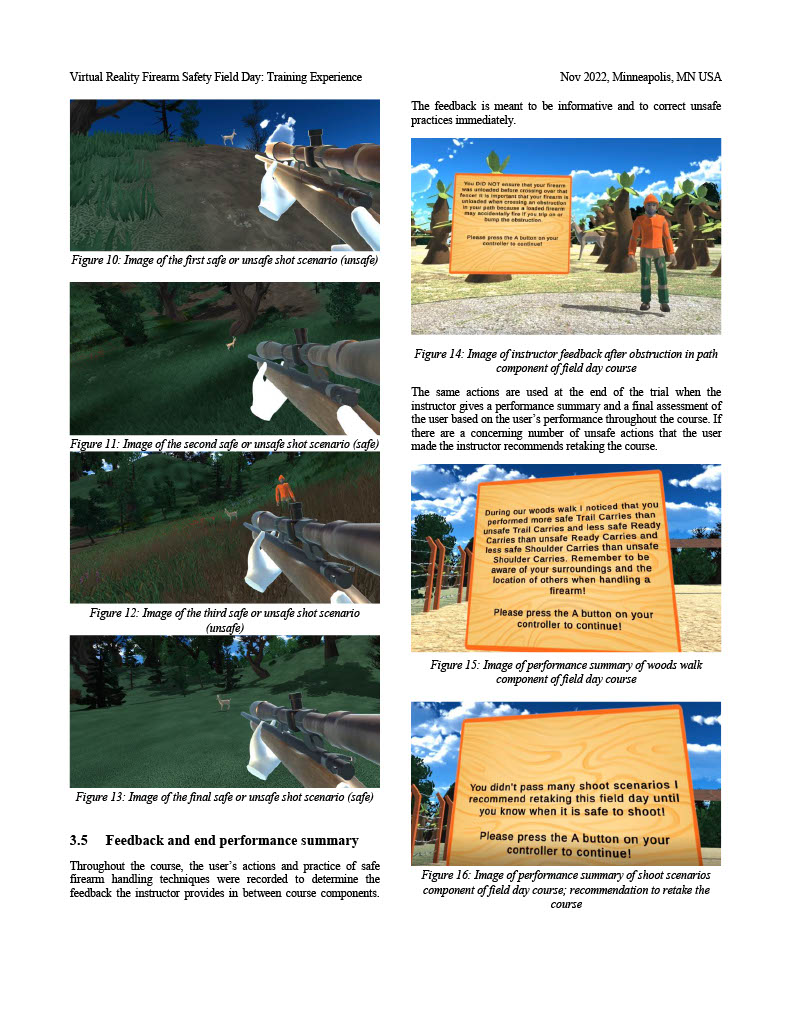 Virtual Reality Firearm Safety Field Day: Training Experience
Nov 2022, Minneapolis, MN USA
Figure 10: Image of the first safe or unsafe shot scenario (unsafe)
Figure 11: Image of the second safe or unsafe shot scenario (safe)
Figure 12: Image of the third safe or unsafe shot scenario
(unsafe)
Figure 13: Image of the final safe or unsafe shot scenario (safe)
3.5 Feedback and end performance summary
Throughout the course, the user's actions and practice of safe
firearm handling techniques were recorded to determine the
feedback the instructor provides in between course components.
The feedback is meant to be informative and to correct unsafe
practices immediately.
You DID NOT ensure that your firearm
was unloaded before crossing over that
fence! It is important that your firearm is
unloaded when crossing an obstruction
in your path because a loaded firearm
may accidentally fire if you trip on or
bump the obstruction.
Please press the A button on your
controller to continue!
Figure 14: Image of instructor feedback after obstruction in path
component of field day course
The same actions are used at the end of the trial when the
instructor gives a performance summary and a final assessment of
the user based on the user's performance throughout the course. If
there are a concerning number of unsafe actions that the user
made the instructor recommends retaking the course.
During our woods walk I noticed that you
performed more safe Trail Carries than
unsafe Trail Carries and less safe Ready
Carries than unsafe Ready Carries and
less safe Shoulder Carries than unsafe
Shoulder Carries. Remember to be
aware of your surroundings and the
location of others when handling a
firearm!
Please press the A button on your
controller to continue!
Figure 15: Image of performance summary of woods walk
component of field day course
You didn't pass many shoot scenarios I
recommend retaking this field day until
you know when it is safe to shoot!
Please press the A button on your
controller to continue!
Figure 16: Image of performance summary of shoot scenarios
component of field day course; recommendation to retake the
course